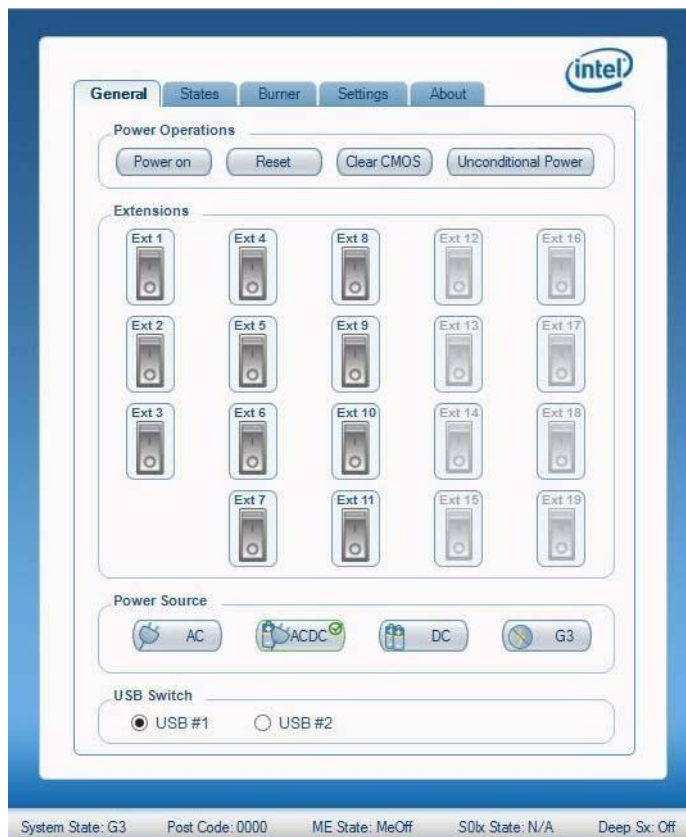 intel
General States Burner Settings About
Power Operations
Power on Reset Clear CMOS Unconditional Power
Extensions
Ext 1 Ext 4 Ext 8 Ext 12 Ext 16
Ext 2 Ext 5 Ext 9 Ext 13 Ext 17
Ext 3 Ext 6 Ext 10 Ext 14 Ext 18
Ext 7 Ext 11 Ext 15 Ext 19
Power Source
AC ACDC DC G3
USB Switch
USB #1 USB #2
System State: G3 Post Code: 0000 ME State: MeOff S0Ix State: N/A Deep Sx: Off